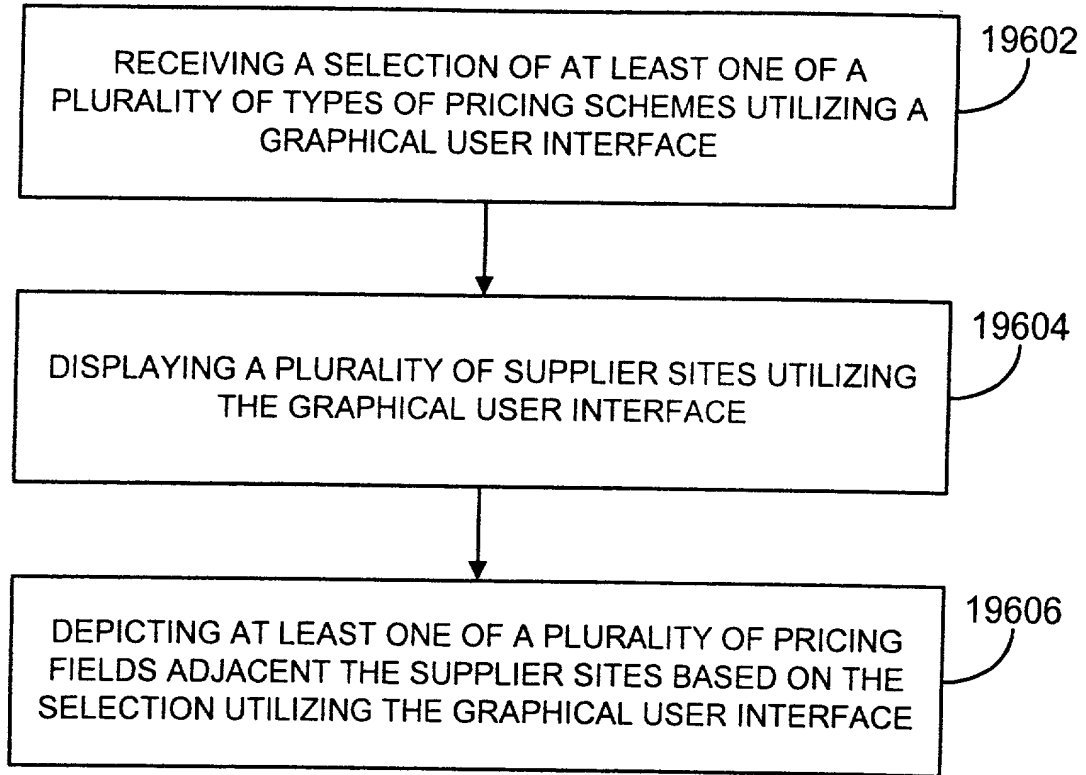 19602
RECEIVING A SELECTION OF AT LEAST ONE OF A
PLURALITY OF TYPES OF PRICING SCHEMES UTILIZING A
GRAPHICAL USER INTERFACE
19604
DISPLAYING A PLURALITY OF SUPPLIER SITES UTILIZING
THE GRAPHICAL USER INTERFACE
19606
DEPICTING AT LEAST ONE OF A PLURALITY OF PRICING
FIELDS ADJACENT THE SUPPLIER SITES BASED ON THE
SELECTION UTILIZING THE GRAPHICAL USER INTERFACE